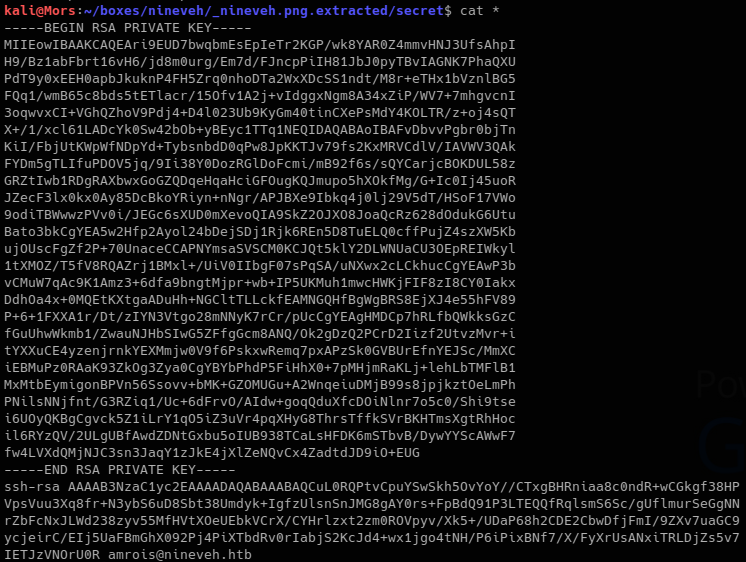 kali@Mors:~/boxes/nineveh/_nineveh.png.extracted/secret$ cat *
-----BEGIN RSA PRIVATE KEY-----
MIIEowIBAAKCAQEAri9EUD7bwqbmEsEpIeTr2KGP/wk8YAR0Z4mmvHNJ3UfsAhpI
H9/Bz1abFbrt16vH6/jd8m0urg/Em7d/FJncpPiIH81JbJ0pyTBvIAGNK7PhaQXU
PdT9y0xEEH0apbJkuknP4FH5Zrq0nhoDTa2WxXDcSS1ndt/M8r+eTHx1bVznlBG5
FQq1/wmB65c8bds5tETlacr/15Ofv1A2j+vIdggxNgm8A34xZiP/WV7+7mhgvcnI
3oqwvxCI+VGhQZhoV9Pdj4+D4l023Ub9KyGm40tinCXePsMdY4KOLTR/z+oj4sQT
X+/1/xcl61LADcYk0Sw42bOb+yBEyc1TTq1NEQIDAQABAoIBAFvDbvvPgbr0bjTn
KiI/FbjUtKWpWfNDpYd+TybsnbdD0qPw8JpKKTJv79fs2KxMRVCdlV/IAVWV3QAk
FYDm5gTLIfuPDOV5jq/9Ii38Y0DozRGlDoFcmi/mB92f6s/sQYCarjcBOKDUL58z
GRZtIwb1RDgRAXbwxGoGZQDqeHqaHciGFOugKQJmupo5hXOkfMg/G+Ic0Ij45uoR
JZecF3lx0kx0Ay85DcBkoYRiyn+nNgr/APJBXe9Ibkq4j0lj29V5dT/HSoF17VWo
9odiTBWwwzPVv0i/JEGc6sXUD0mXevoQIA9SkZ2OJXO8JoaQcRz628dOdukG6Utu
Bato3bkCgYEA5w2Hfp2Ayol24bDejSDj1Rjk6REn5D8TuELQ0cffPujZ4szXW5Kb
ujOUscFgZf2P+70UnaceCCAPNYmsaSVSCM0KCJQt5klY2DLWNUaCU3OEpREIWkyl
1tXMOZ/T5fV8RQAZrj1BMxl+/UiV0IIbgF07sPqSA/uNXwx2cLCkhucCgYEAwP3b
vCMuW7qAc9K1Amz3+6dfa9bngtMjpr+wb+IP5UKMuh1mwcHWKjFIF8zI8CY0Iakx
DdhOa4x+0MQEtKXtgaADuHh+NGCltTLLckfEAMNGQHfBgWgBRS8EjXJ4e55hFV89
P+6+1FXXA1r/Dt/zIYN3Vtgo28mNNyK7rCr/pUcCgYEAgHMDCp7hRLfbQWkksGzC
fGuUhwWkmb1/ZwauNJHbSIwG5ZFfgGcm8ANQ/Ok2gDzQ2PCrD2Iizf2UtvzMvr+i
tYXXuCE4yzenjrnkYEXMmjw0V9f6PskxwRemq7pxAPzSk0GVBUrEfnYEJSc/MmXC
iEBMuPz0RAaK93ZkOg3Zya0CgYBYbPhdP5FiHhX0+7pMHjmRaKLj+lehLbTMFlB1
MxMtbEymigonBPVn56Ssovv+bMK+GZOMUGu+A2WnqeiuDMjB99s8jpjkztOeLmPh
PNilsNNjfnt/G3RZiq1/Uc+6dFrvO/AIdw+goqQduXfcDOiNlnr7o5c0/Shi9tse
i6UOyQKBgCgvck5Z1iLrY1qO5iZ3uVr4pqXHyG8ThrsTffkSVrBKHTmsXgtRhHoc
il6RYzQV/2ULgUBfAwdZDNtGxbu5oIUB938TCaLsHFDK6mSTbvB/DywYYScAWwF7
fw4LVXdQMjNJC3sn3JaqY1zJkE4jXlZeNQvCx4ZadtdJD9iO+EUG
-----END RSA PRIVATE KEY-----
ssh-rsa AAAAB3NzaC1yc2EAAAADAQABAAABAQCuL0RQPtvCpuYSwSkh5OvYoY//CTxgBHRniaa8c0ndR+wCGkgf38HP
VpsVuu3Xq8fr+N3ybS6uD8Sbt38Umdyk+IgfzUlsnSnJMG8gAY0rs+FpBdQ91P3LTEQQfRqlsmS6Sc/gUflmurSeGgNN
rZbFcNxJLWd238zyv55MfHVtXOeUEbkVCrX/CYHrlzxt2zm0ROVpyv/Xk5+/UDaP68h2CDE2CbwDfjFmI/9ZXv7uaGC9
ycjeirC/EIj5UaFBmGhX092Pj4PiXTbdRv0rIabjS2KcJd4+wx1jgo4tNH/P6iPixBNf7/X/FyXrUsANxiTRLDjZs5v7
IETJzVNOrU0R amrois@nineveh.htb